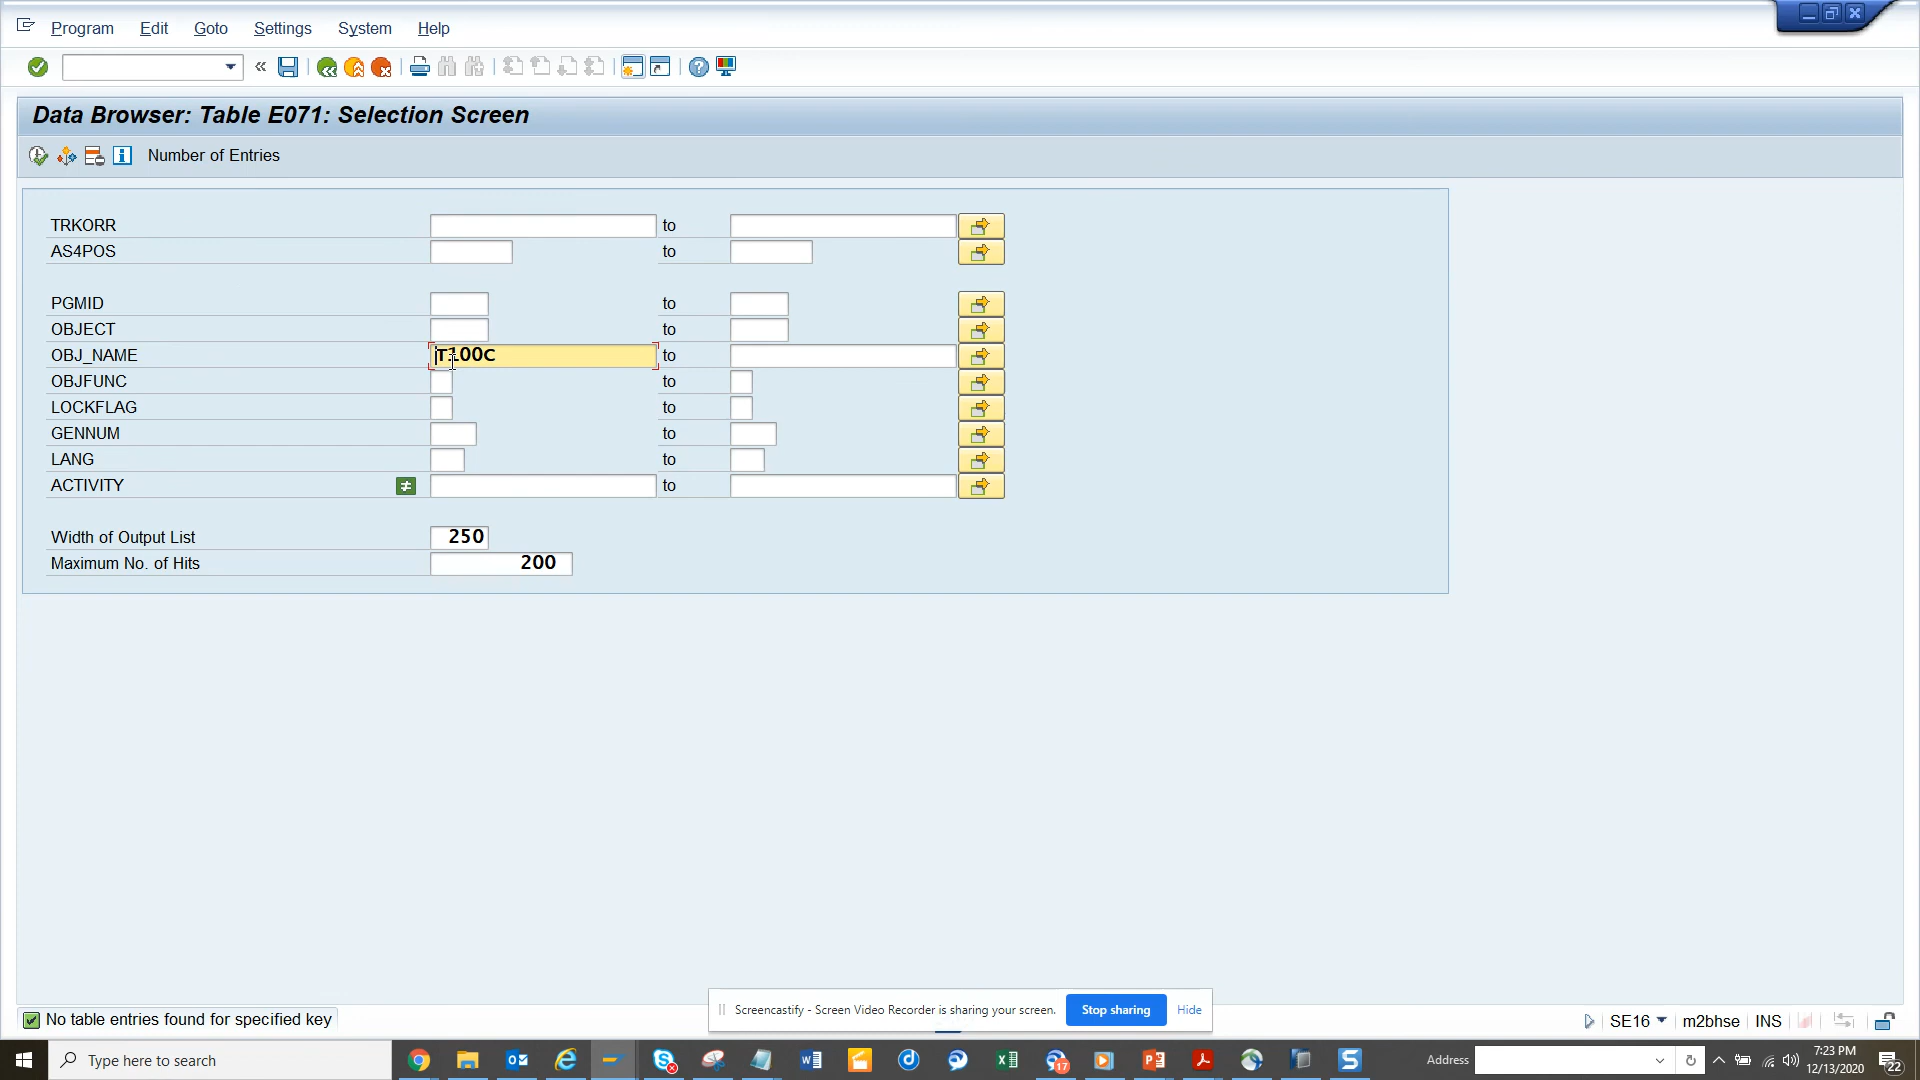 Program Edit Goto Settings System Help
Data Browser: Table E071: Selection Screen
Number of Entries
TRKORR to
AS4POS to
PGMID to
OBJECT to
OBJ_NAME T100C to
OBJFUNC to
LOCKFLAG to
GENNUM to
LANG to
ACTIVITY to
Width of Output List 250
Maximum No. of Hits 200
Screencastify - Screen Video Recorder is sharing your screen. Stop sharing Hide
No table entries found for specified key
SE16 m2bhse INS
Type here to search
17
Address
7:23 PM
12/13/2020
22